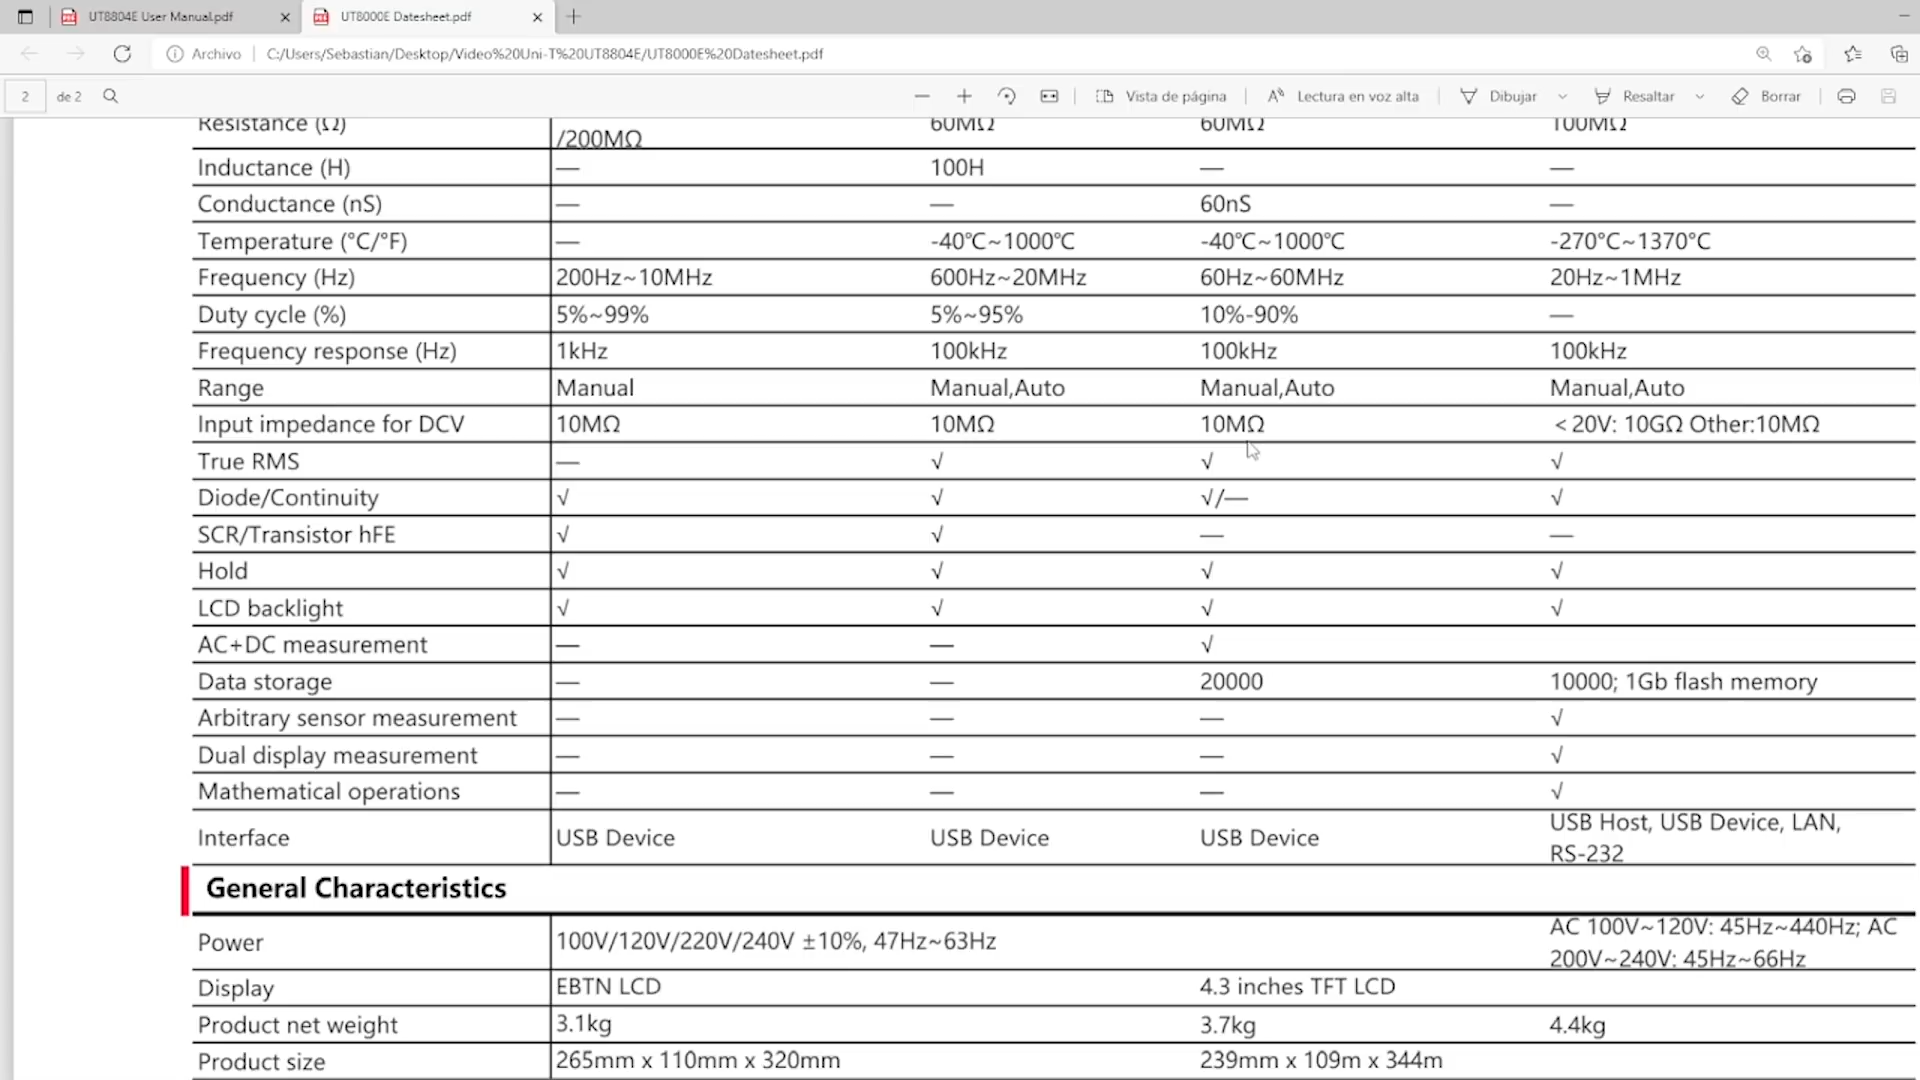 UT8804E User Manual.pdf
UT8000E Datesheet.pdf
Archivo C:/Users/Sebastian/Desktop/Video%20Uni-T%20UT8804E/UT8000E%20Datesheet.pdf
2 de 2 Vista de página Lectura en voz alta Dibujar Resaltar Borrar
Resistance (Ω) /200MΩ 60MΩ 60MΩ 100MΩ
Inductance (H) — 100H — —
Conductance (nS) — — 60nS —
Temperature (°C/°F) — -40℃~1000℃ -40℃~1000℃ -270°C~1370°C
Frequency (Hz) 200Hz~10MHz 600Hz~20MHz 60Hz~60MHz 20Hz~1MHz
Duty cycle (%) 5%~99% 5%~95% 10%-90% —
Frequency response (Hz) 1kHz 100kHz 100kHz 100kHz
Range Manual Manual,Auto Manual,Auto Manual,Auto
Input impedance for DCV 10MΩ 10MΩ 10MΩ < 20V: 10GΩ Other:10MΩ
True RMS — √ √ √
Diode/Continuity √ √ √/— √
SCR/Transistor hFE √ √ — —
Hold √ √ √ √
LCD backlight √ √ √ √
AC+DC measurement — — √
Data storage — — 20000 10000; 1Gb flash memory
Arbitrary sensor measurement — — — √
Dual display measurement — — — √
Mathematical operations — — — √
Interface USB Device USB Device USB Device USB Host, USB Device, LAN,
RS-232
General Characteristics
Power 100V/120V/220V/240V ±10%, 47Hz~63Hz AC 100V~120V: 45Hz~440Hz; AC
200V~240V: 45Hz~66Hz
Display EBTN LCD 4.3 inches TFT LCD
Product net weight 3.1kg 3.7kg 4.4kg
Product size 265mm x 110mm x 320mm 239mm x 109m x 344m